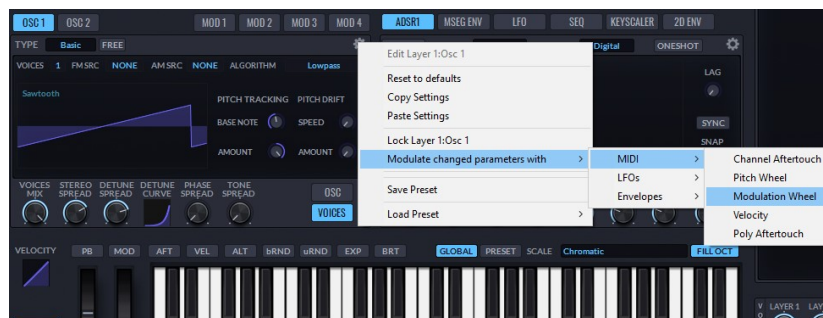 OSC 1 OSC 2 MOD 1 MOD 2 MOD 3 MOD 4 ADSR1 MSEG ENV LFO SEQ KEYSCALER 2D ENV
TYPE Basic FREE
Edit Layer 1:Osc 1
Digital ONESHOT
VOICES 1 FM SRC NONE AM SRC NONE ALGORITHM Lowpass
Reset to defaults
LAG
Sawtooth
Copy Settings
PITCH TRACKING PITCH DRIFT
Paste Settings
BASE NOTE SPEED
SYNC
Lock Layer 1:Osc 1
SNAP
AMOUNT AMOUNT
Modulate changed parameters with > MIDI > Channel Aftertouch
LFOs > Pitch Wheel
VOICES MIX STEREO SPREAD DETUNE SPREAD DETUNE CURVE PHASE SPREAD TONE SPREAD
OSC
Save Preset
Envelopes > Modulation Wheel
VOICES
Load Preset >
Velocity
Poly Aftertouch
VELOCITY PB MOD AFT VEL ALT bRND uRND EXP BRT GLOBAL PRESET SCALE Chromatic FILL OCT
V LAYER 1 LAY
O